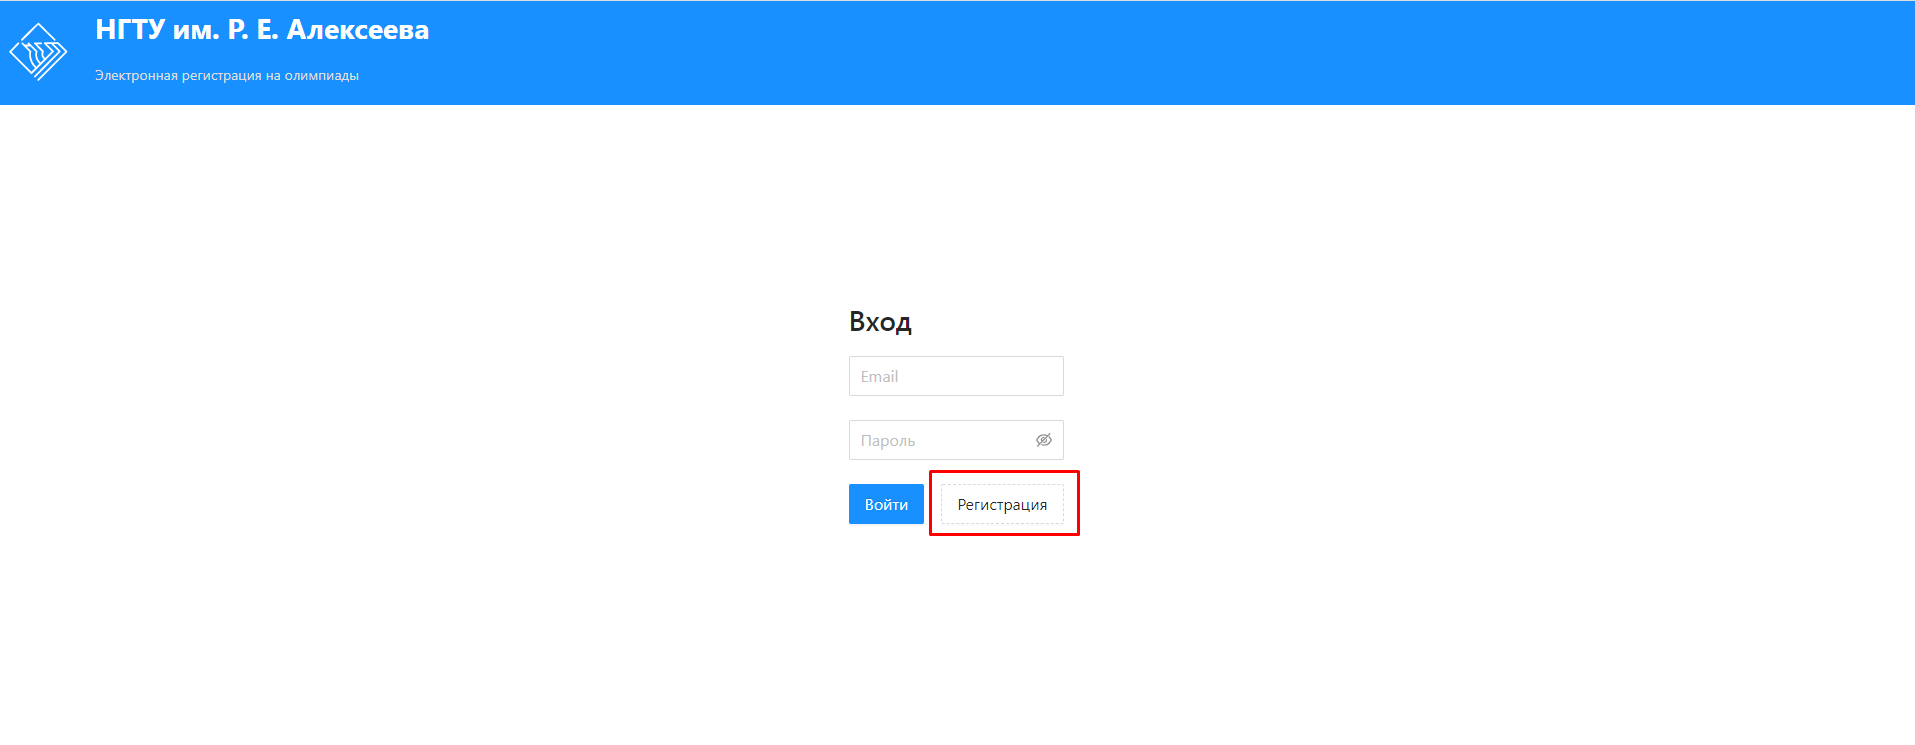 НГТУ им. Р. Е. Алексеева
Электронная регистрация на олимпиады
Вход
Email
Пароль
Войти
Регистрация